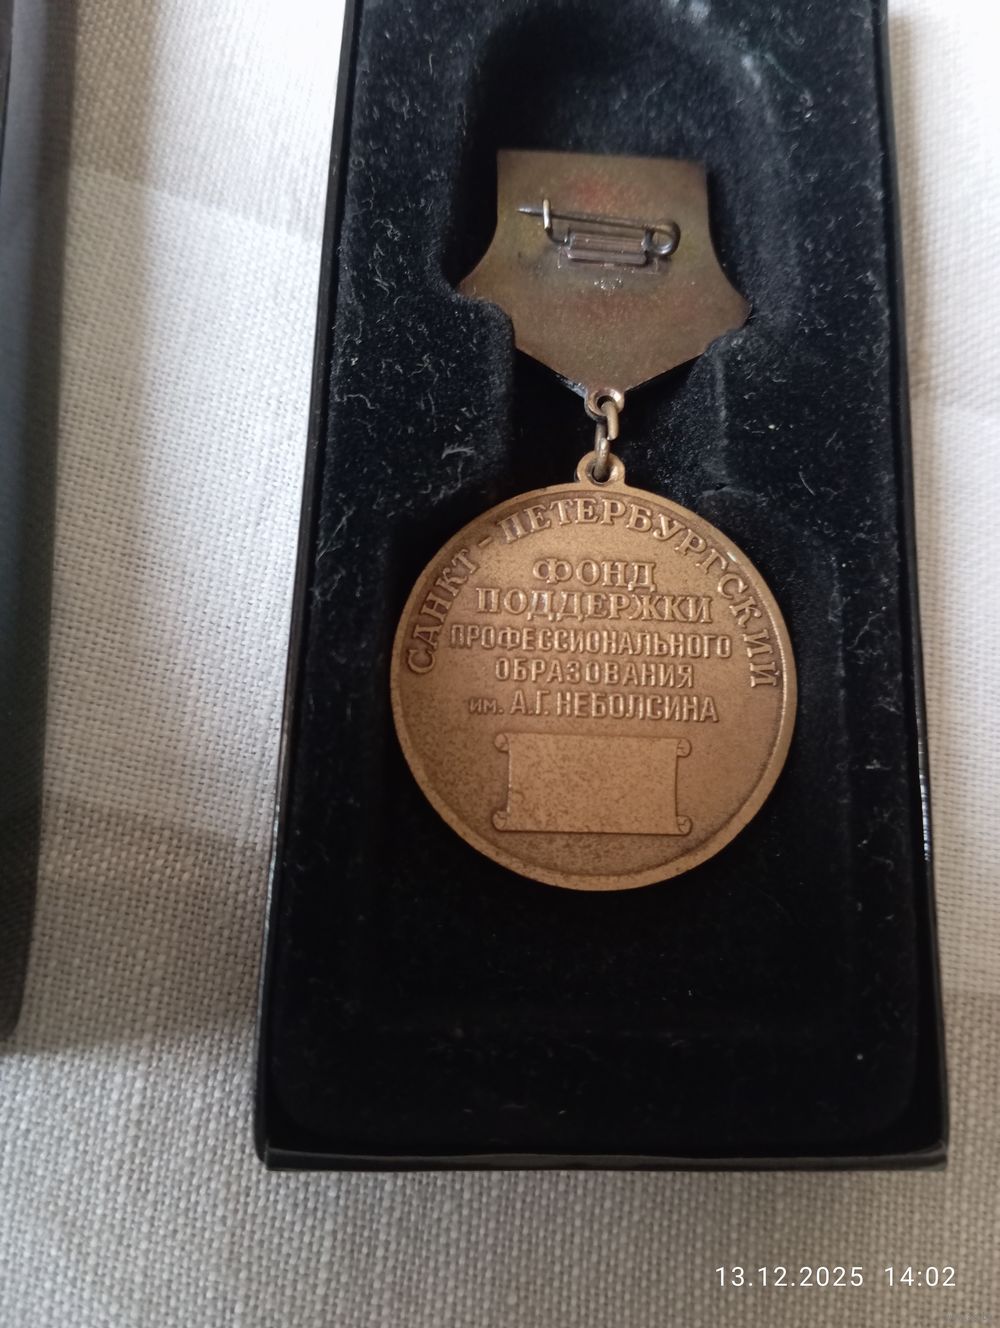 САНКТ-ПЕТЕРБУРГСКИЙ
ФОНД
ПОДДЕРЖКИ
ПРОФЕССИОНАЛЬНОГО
ОБРАЗОВАНИЯ
им. А.Г. НЕБОЛСИНА
13.12.2025 14:02